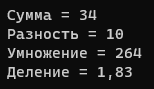 Сумма = 34
Разность = 10
Умножение = 264
Деление = 1,83